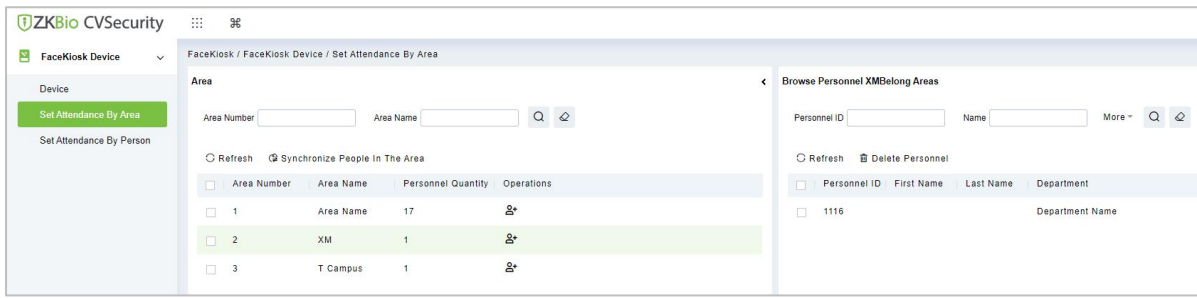 ZKBio CVSecurity
FaceKiosk Device
Device
Set Attendance By Area
Set Attendance By Person
FaceKiosk / FaceKiosk Device / Set Attendance By Area
Area
Area Number Area Name
Refresh Synchronize People In The Area
Area Number Area Name Personnel Quantity Operations
1 Area Name 17
2 XM 1
3 T Campus 1
Browse Personnel XMBelong Areas
Personnel ID Name More
Refresh Delete Personnel
Personnel ID First Name Last Name Department
1116 Department Name